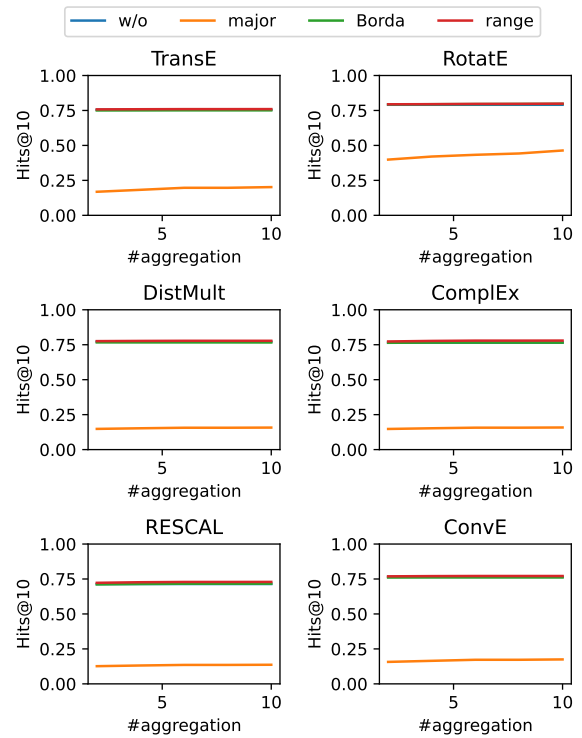 w/o major Borda range
TransE RotatE
1.00 1.00
0.75 0.75
0.50 0.50
0.25 0.25
0.00 0.00
Hits@10 Hits@10
5 10 5 10
#aggregation #aggregation
DistMult ComplEx
1.00 1.00
0.75 0.75
0.50 0.50
0.25 0.25
0.00 0.00
Hits@10 Hits@10
5 10 5 10
#aggregation #aggregation
RESCAL ConvE
1.00 1.00
0.75 0.75
0.50 0.50
0.25 0.25
0.00 0.00
Hits@10 Hits@10
5 10 5 10
#aggregation #aggregation